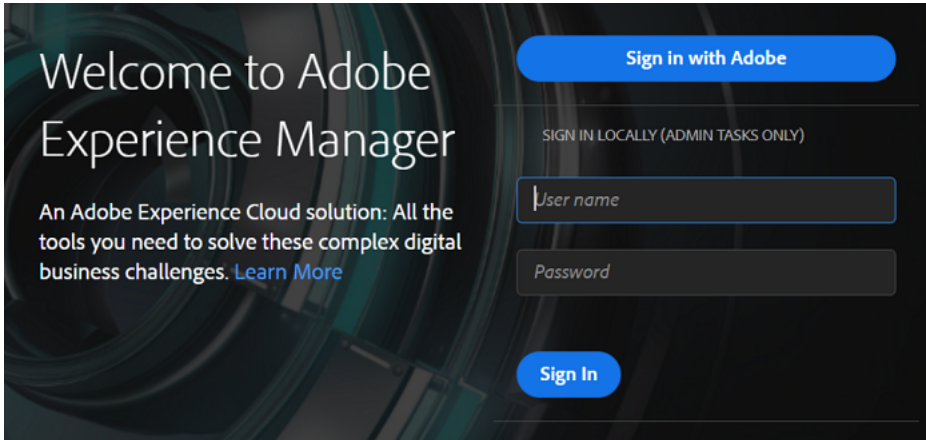 Welcome to Adobe
Experience Manager
An Adobe Experience Cloud solution: All the
tools you need to solve these complex digital
business challenges. Learn More
Sign in with Adobe
SIGN IN LOCALLY (ADMIN TASKS ONLY)
User name
Password
Sign In